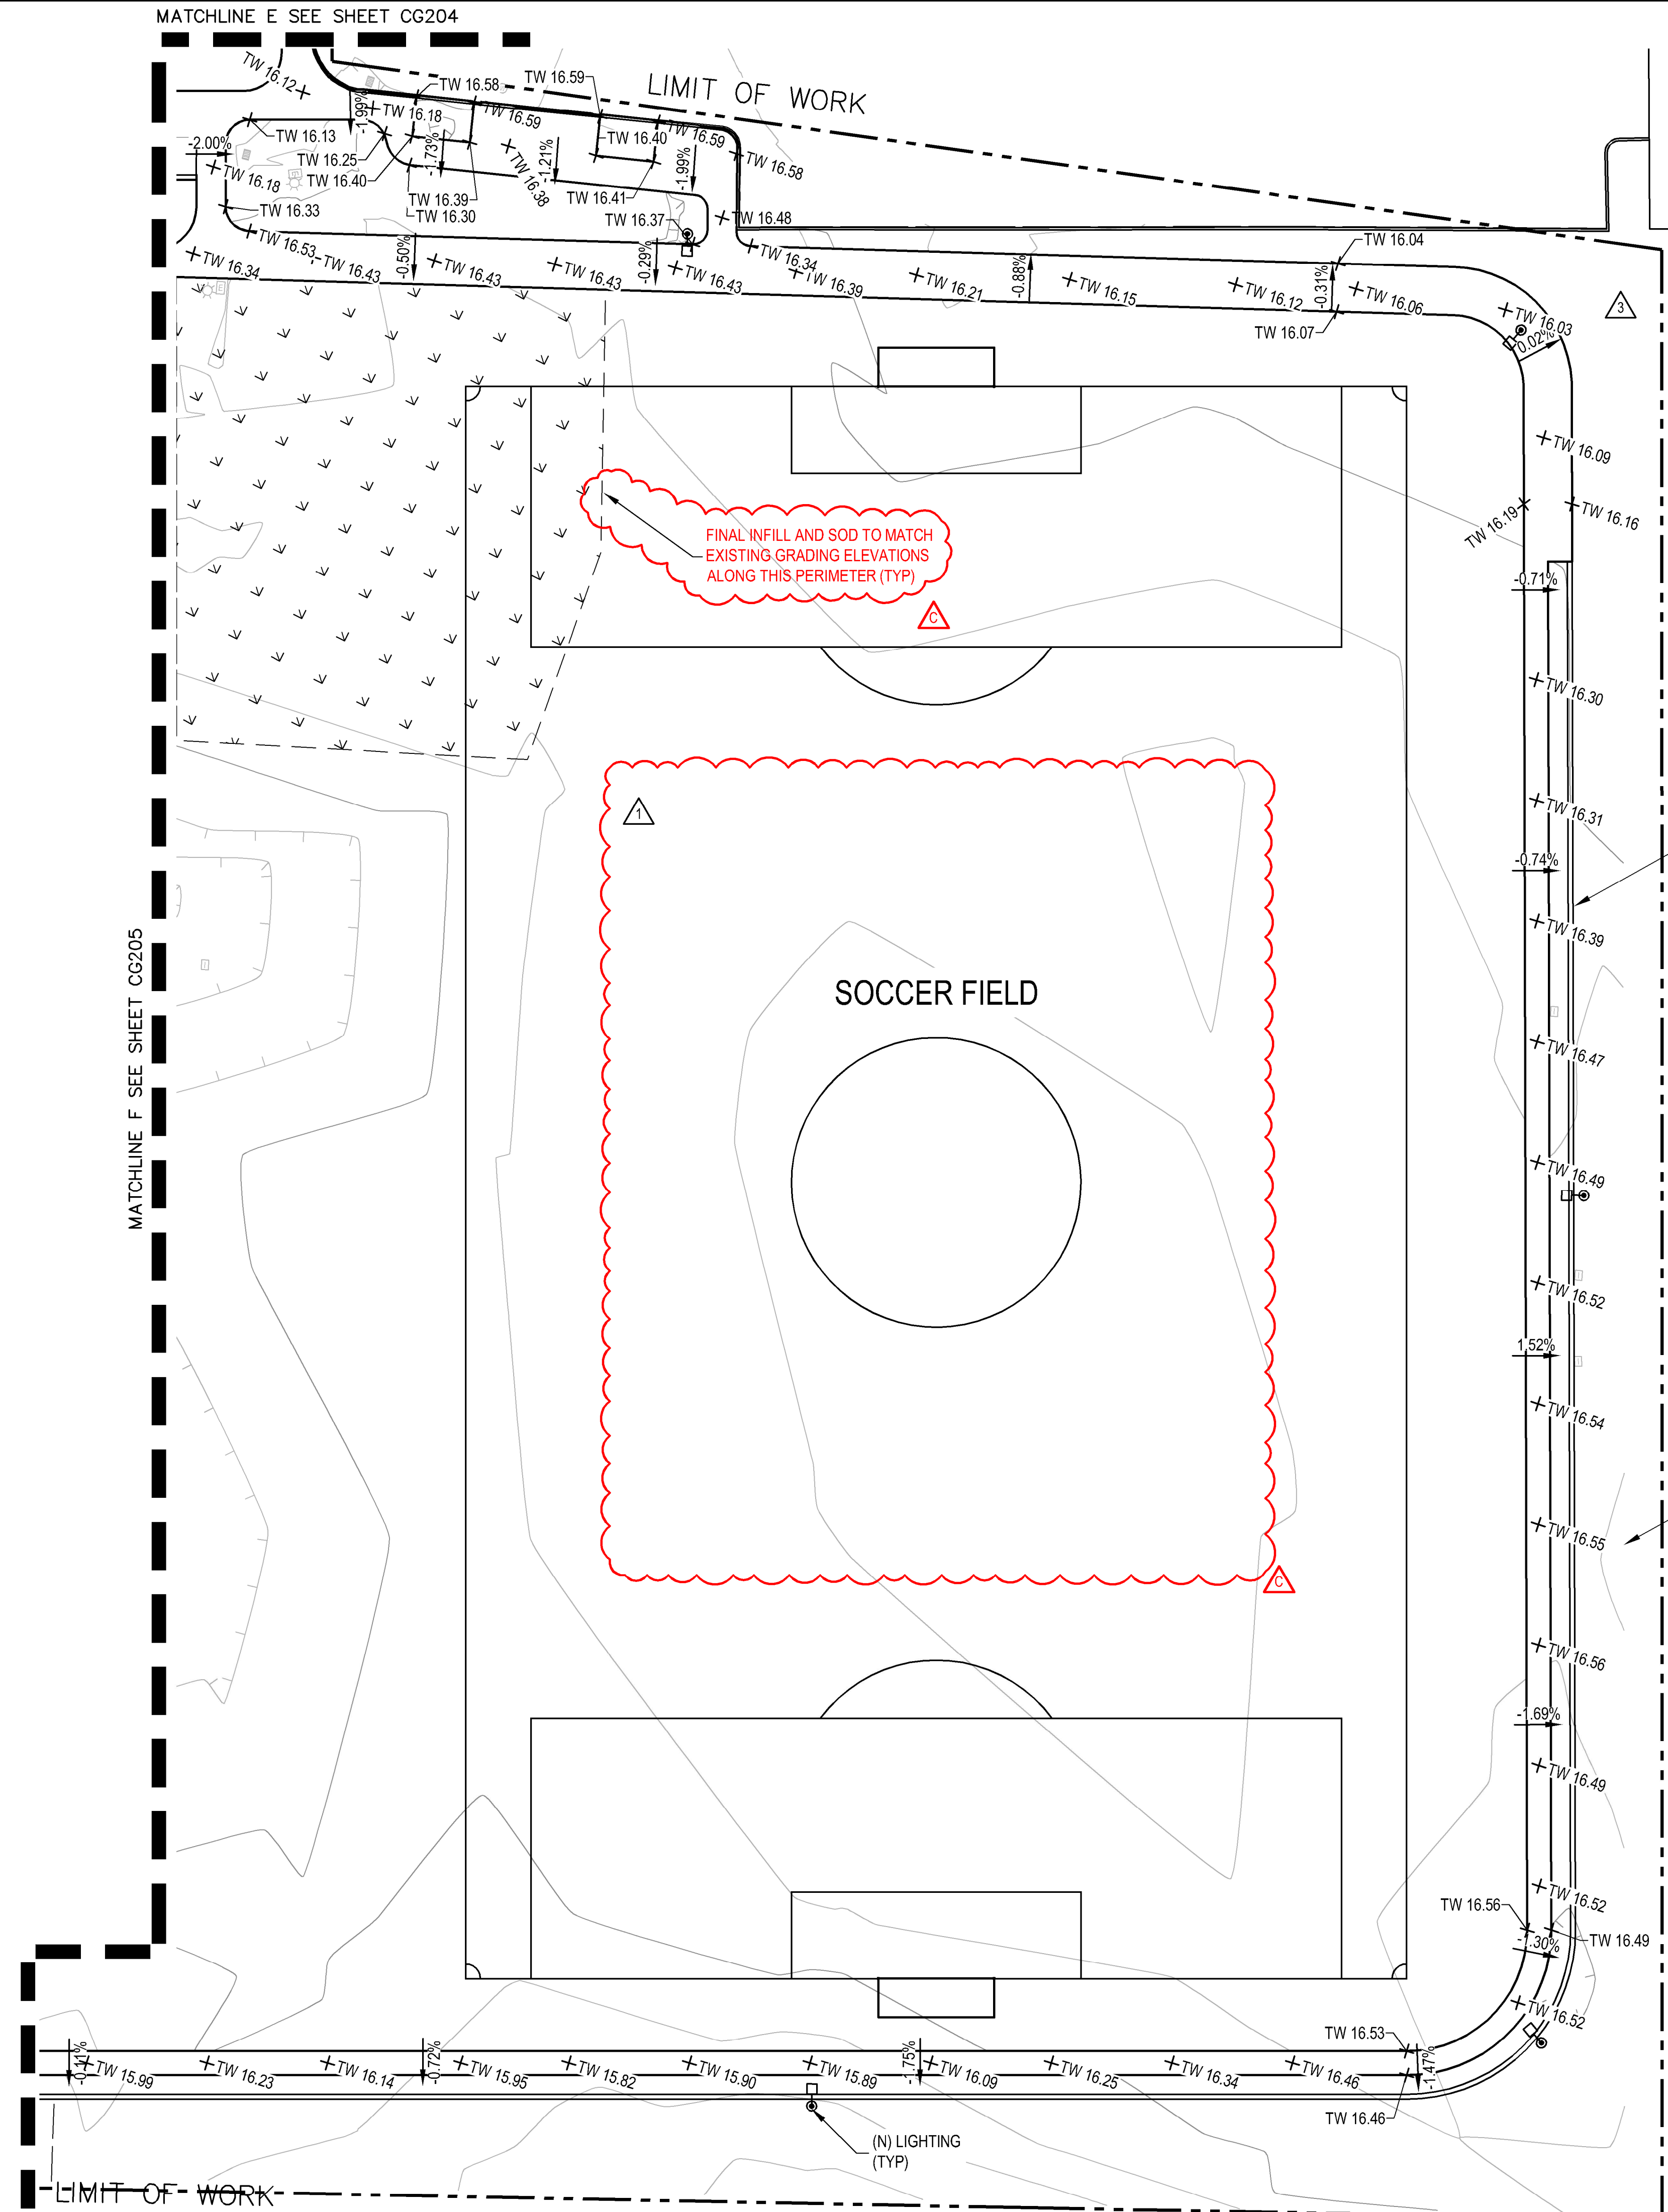 MATCHLINE E SEE SHEET CG204
LIMIT OF WORK
TW 16.12
-1.99%
TW 16.58
TW 16.59
TW 16.18
TW 16.59
TW 16.40
TW 16.59
TW 16.58
TW 16.13
-2.00%
TW 16.25
-1.73%
TW 16.38
-1.21%
-1.99%
TW 16.18
TW 16.40
TW 16.39
TW 16.41
TW 16.33
TW 16.30
TW 16.37
TW 16.48
TW 16.34
TW 16.53
TW 16.43
-0.50%
TW 16.43
TW 16.43
-0.29%
TW 16.43
TW 16.34
TW 16.39
TW 16.21
-0.88%
TW 16.15
TW 16.12
-0.31%
TW 16.04
TW 16.06
TW 16.07
TW 16.03
0.02%
3
E
TW 16.09
TW 16.19
TW 16.16
FINAL INFILL AND SOD TO MATCH
EXISTING GRADING ELEVATIONS
ALONG THIS PERIMETER (TYP)
C
-0.71%
TW 16.30
1
TW 16.31
-0.74%
TW 16.39
SOCCER FIELD
MATCHLINE F SEE SHEET CG205
TW 16.47
TW 16.49
TW 16.52
1.52%
TW 16.54
TW 16.55
C
TW 16.56
-1.69%
TW 16.49
TW 16.52
TW 16.56
TW 16.49
-1.30%
TW 16.52
TW 16.53
-0.11%
TW 15.99
TW 16.23
TW 16.14
-0.72%
TW 15.95
TW 15.82
TW 15.90
TW 15.89
-1.75%
TW 16.09
TW 16.25
TW 16.34
TW 16.46
-1.47%
TW 16.46
(N) LIGHTING
(TYP)
LIMIT OF WORK